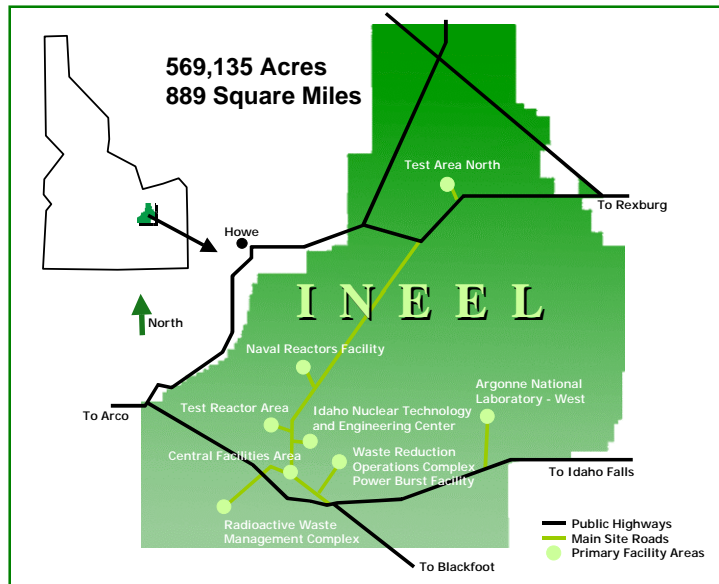 569,135 Acres
889 Square Miles
Test Area North
To Rexburg
Howe
INEEL
North
Naval Reactors Facility
Argonne National
Laboratory - West
To Arco
Test Reactor Area
Idaho Nuclear Technology
and Engineering Center
Central Facilities Area
Waste Reduction
Operations Complex
Power Burst Facility
To Idaho Falls
Radioactive Waste
Management Complex
To Blackfoot
Public Highways
Main Site Roads
Primary Facility Areas